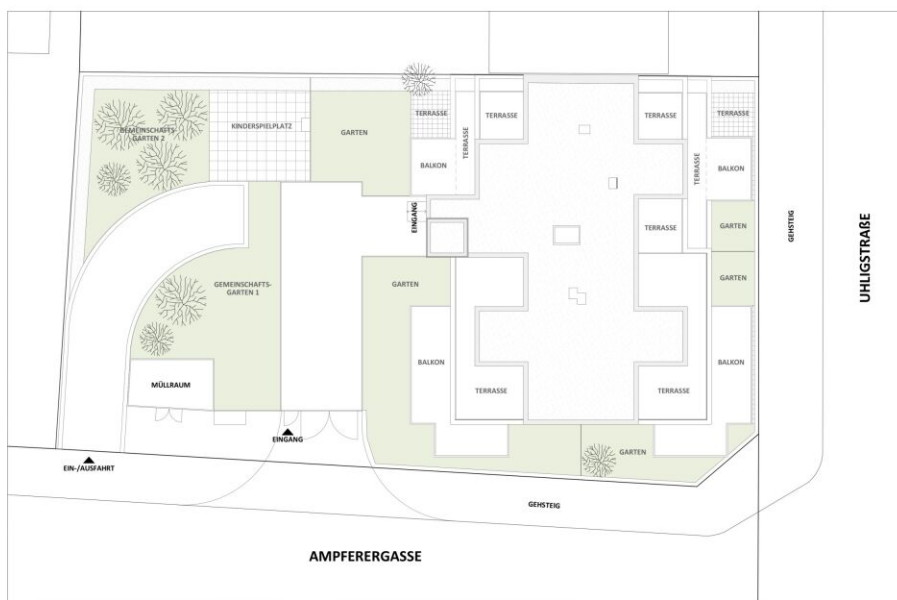 GEMEINSCHAFTS-
GARTEN 2
KINDERSPIELPLATZ
GARTEN
TERRASSE
TERRASSE
TERRASSE
TERRASSE
TERRASSE
TERRASSE
BALKON
BALKON
EINGANG
TERRASSE
GARTEN
GEHSTEIG
UHLIGSTRAßE
GEMEINSCHAFTS-
GARTEN 1
GARTEN
GARTEN
BALKON
BALKON
MÜLLRAUM
TERRASSE
TERRASSE
EINGANG
GARTEN
EIN-/AUSFAHRT
GEHSTEIG
AMPFERERGASSE